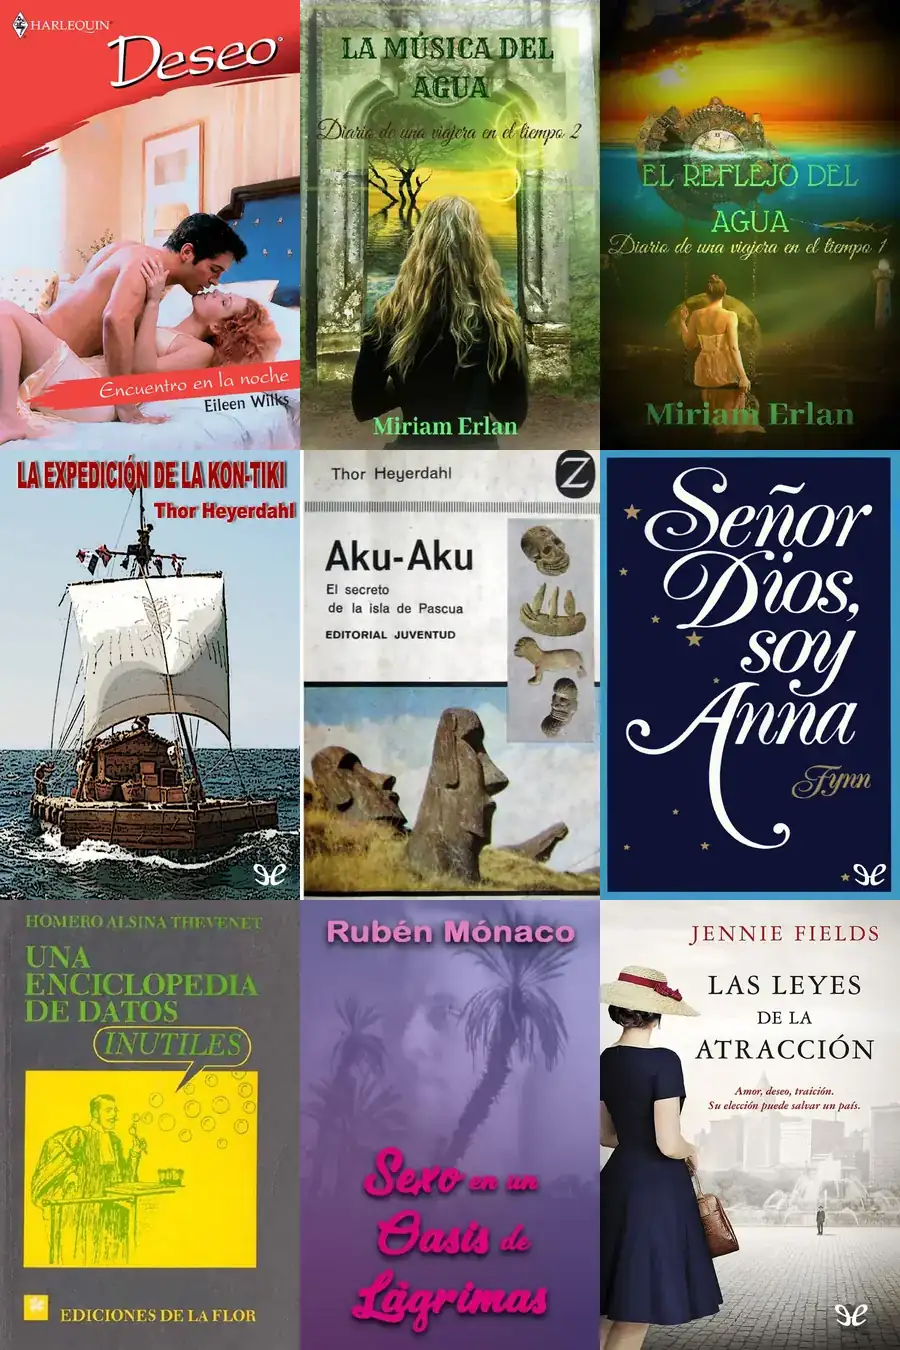 HARLEQUIN
Deseo
Encuentro en la noche
Eileen Wilks
LA MÚSICA DEL
AGUA
Diario de una viajera en el tiempo 2
Miriam Erlan
EL REFLEJO DEL
AGUA
Diario de una viajera en el tiempo 1
Miriam Erlan
LA EXPEDICIÓN DE LA KON-TIKI
Thor Heyerdahl
Thor Heyerdahl
Z
Aku-Aku
El secreto
de la isla de Pascua
EDITORIAL JUVENTUD
Señor
Dios,
soy
Anna
Fynn
HOMERO ALSINA THEVENET
UNA
ENCICLOPEDIA
DE DATOS
INUTILES
EDICIONES DE LA FLOR
Rubén Mónaco
Sexo en un
Oasis de
Lágrimas
JENNIE FIELDS
LAS LEYES
DE LA
ATRACCIÓN
Amor, deseo, traición.
Su elección puede salvar un país.